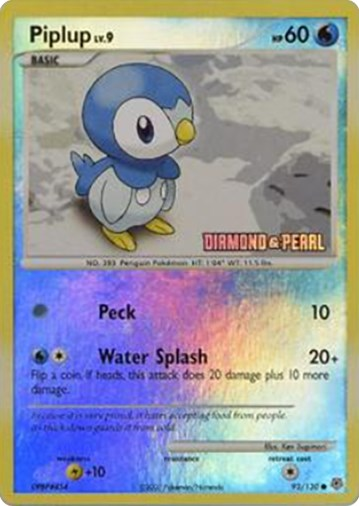 Piplup LV.9 HP 60
BASIC
DIAMOND & PEARL
NO. 393 Penguin Pokémon HT: 1'04" WT: 11.5 lbs.
Peck 10
Water Splash 20+
Flip a coin. If heads, this attack does 20 damage plus 10 more
damage.
Because it is very proud, it hates accepting food from people.
Its thick down guards it from cold.
Illus. Ken Sugimori
weakness resistance retreat cost
+10
©2007 Pokémon/Nintendo 93/130